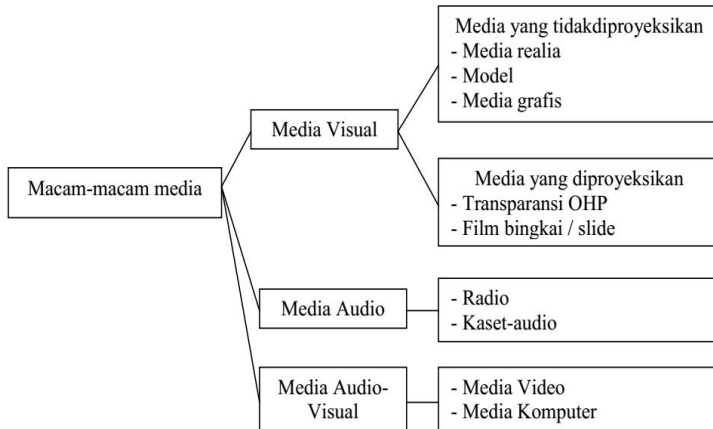 Macam-macam media
Media Visual
Media yang tidakdiproyeksikan
- Media realia
- Model
- Media grafis
Media yang diproyeksikan
- Transparansi OHP
- Film bingkai / slide
Media Audio
- Radio
- Kaset-audio
Media Audio-
Visual
- Media Video
- Media Komputer